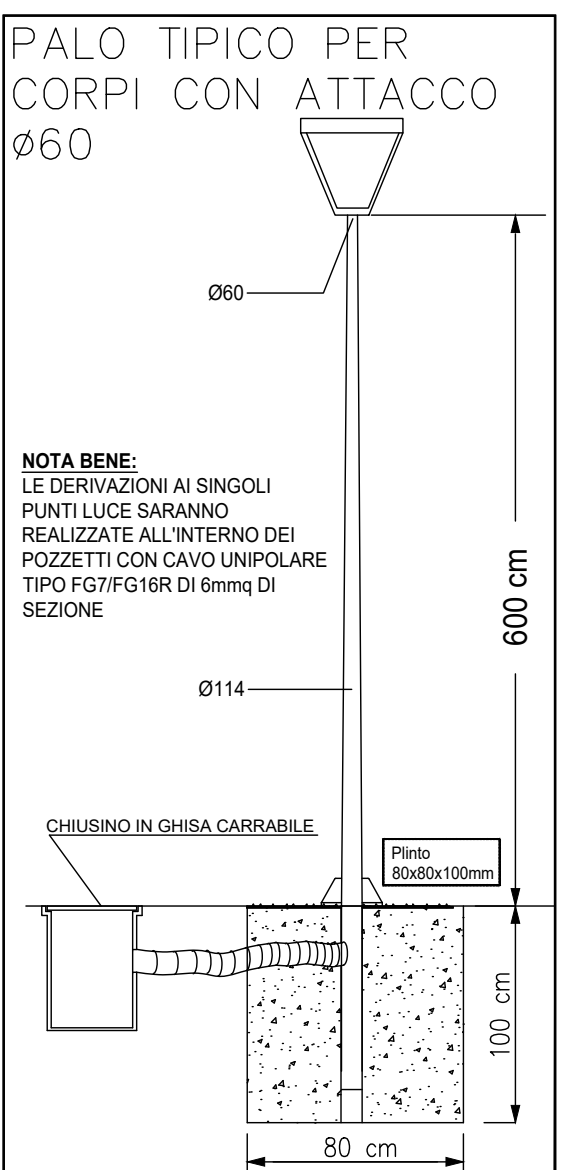 PALO TIPICO PER
CORPI CON ATTACCO
ø60
Ø60
NOTA BENE:
LE DERIVAZIONI AI SINGOLI
PUNTI LUCE SARANNO
REALIZZATE ALL'INTERNO DEI
POZZETTI CON CAVO UNIPOLARE
TIPO FG7/FG16R DI 6mmq DI
SEZIONE
600 cm
Ø114
CHIUSINO IN GHISA CARRABILE
Plinto
80x80x100mm
100 cm
80 cm